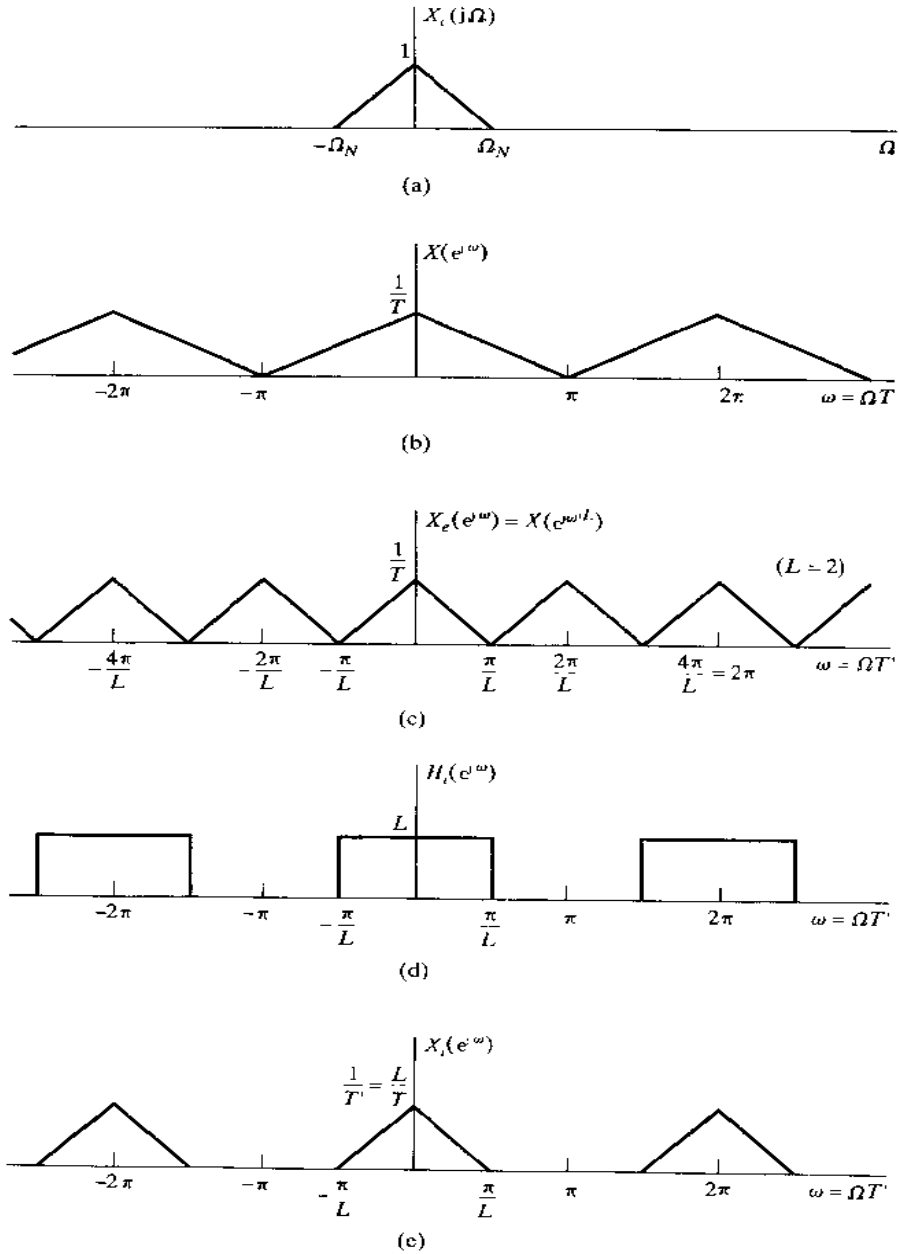 X_c(jΩ)
1
-Ω_N Ω_N Ω
(a)
X(e^{jω})
1/T
-2π -π π 2π ω = ΩT
(b)
X_e(e^{jω}) = X(e^{jωL})
1/T (L = 2)
-4π/L -2π/L -π/L π/L 2π/L 4π/L = 2π ω = ΩT'
(c)
H_i(e^{jω})
L
-2π -π -π/L π/L π 2π ω = ΩT'
(d)
X_i(e^{jω})
1/T' = L/T
-2π -π -π/L π/L π 2π ω = ΩT'
(e)